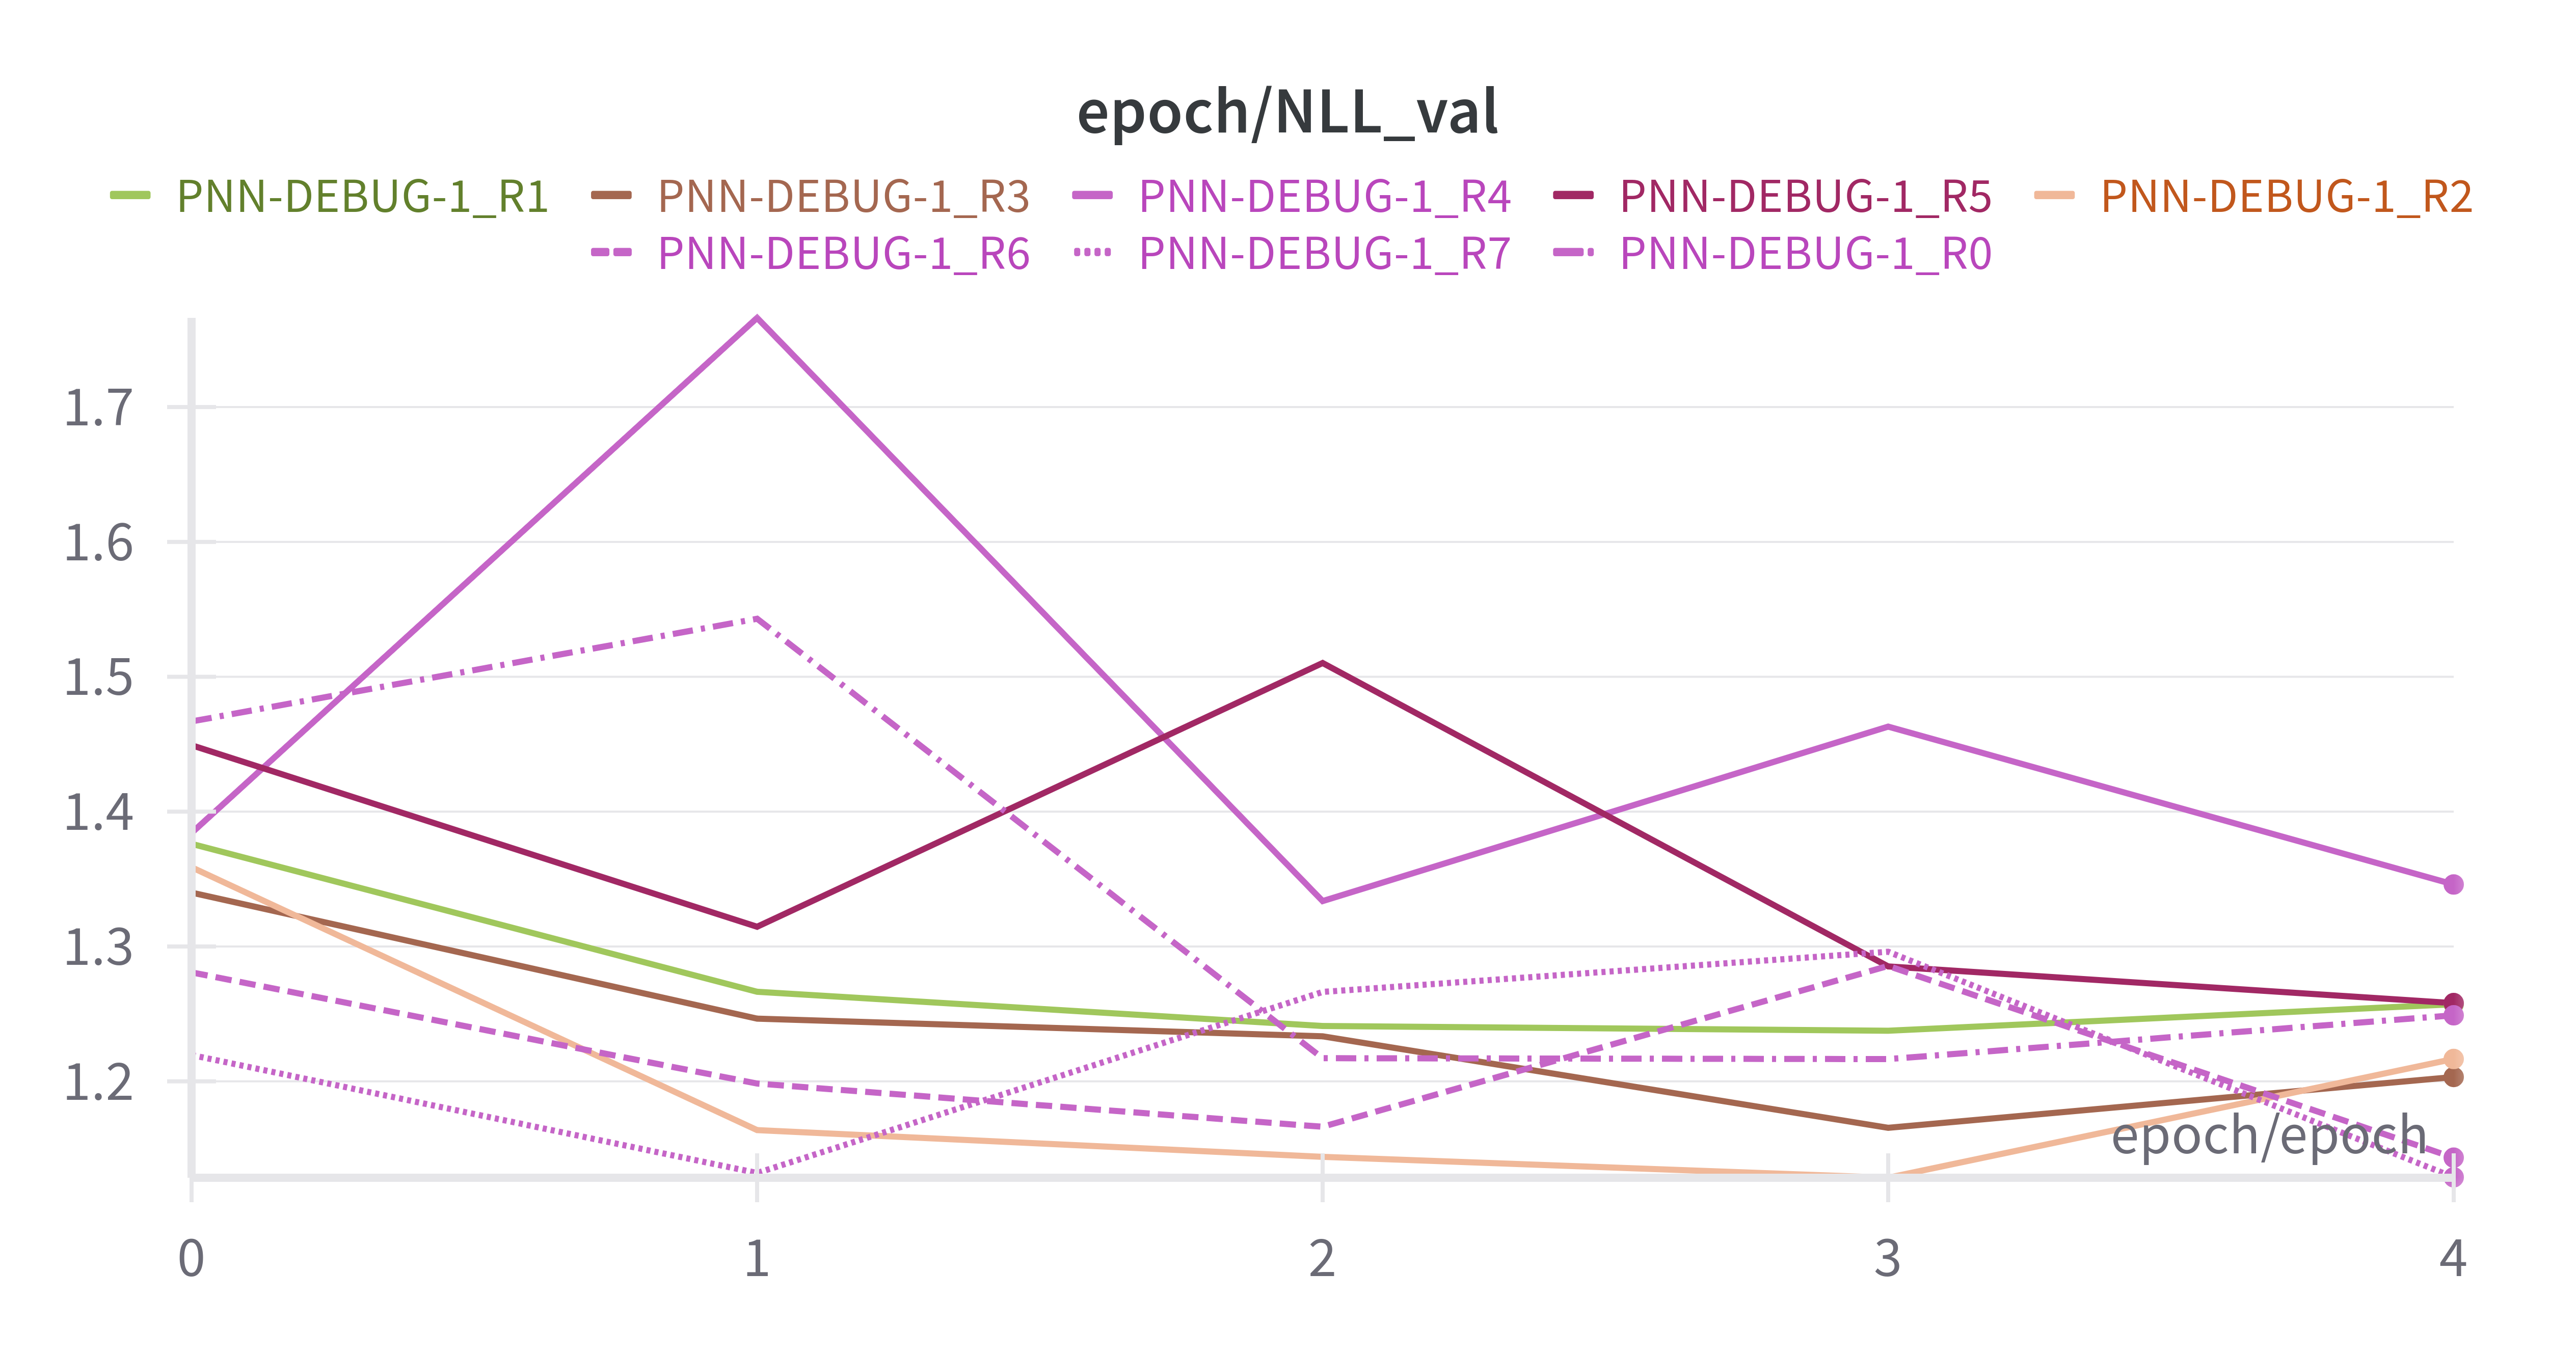 epoch/NLL_val
PNN-DEBUG-1_R1 PNN-DEBUG-1_R3 PNN-DEBUG-1_R4 PNN-DEBUG-1_R5 PNN-DEBUG-1_R2
PNN-DEBUG-1_R6 PNN-DEBUG-1_R7 PNN-DEBUG-1_R0
1.7
1.6
1.5
1.4
1.3
1.2
epoch/epoch
0 1 2 3 4